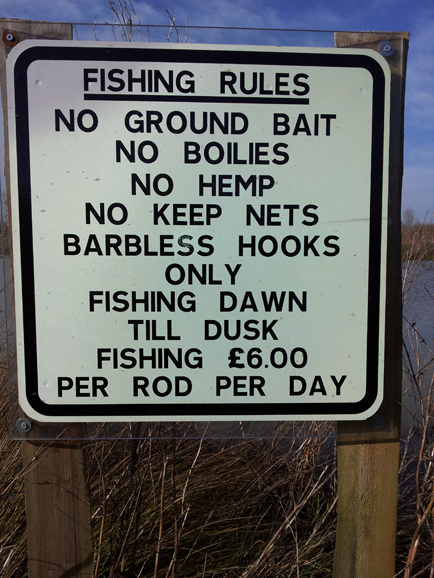 FISHING RULES
NO GROUND BAIT
NO BOILIES
NO HEMP
NO KEEP NETS
BARBLESS HOOKS
ONLY
FISHING DAWN
TILL DUSK
FISHING £6.00
PER ROD PER DAY